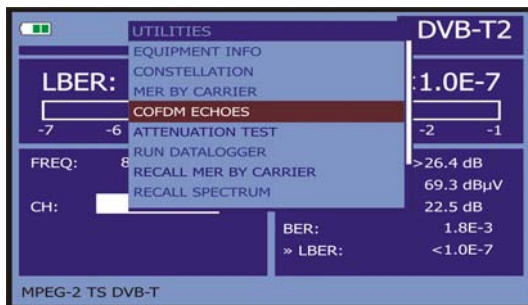 UTILITIES
DVB-T2
EQUIPMENT INFO
CONSTELLATION
MER BY CARRIER
COFDM ECHOES
ATTENUATION TEST
RUN DATALOGGER
RECALL MER BY CARRIER
RECALL SPECTRUM
LBER: <1.0E-7
-7 -6 -2 -1
FREQ: 8 >26.4 dB
69.3 dBµV
CH: 22.5 dB
BER: 1.8E-3
» LBER: <1.0E-7
MPEG-2 TS DVB-T